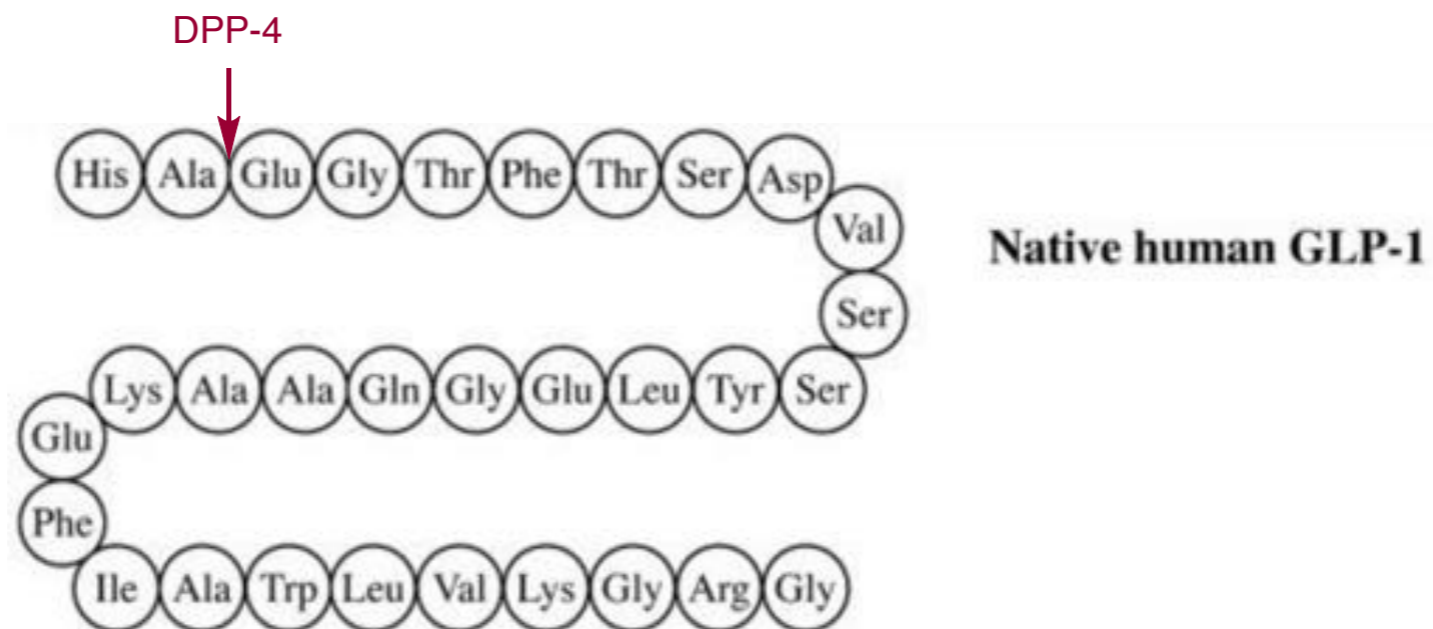 DPP-4
His Ala Glu Gly Thr Phe Thr Ser Asp
Val
Native human GLP-1
Ser
Lys Ala Ala Gln Gly Glu Leu Tyr Ser
Glu
Phe
Ile Ala Trp Leu Val Lys Gly Arg Gly